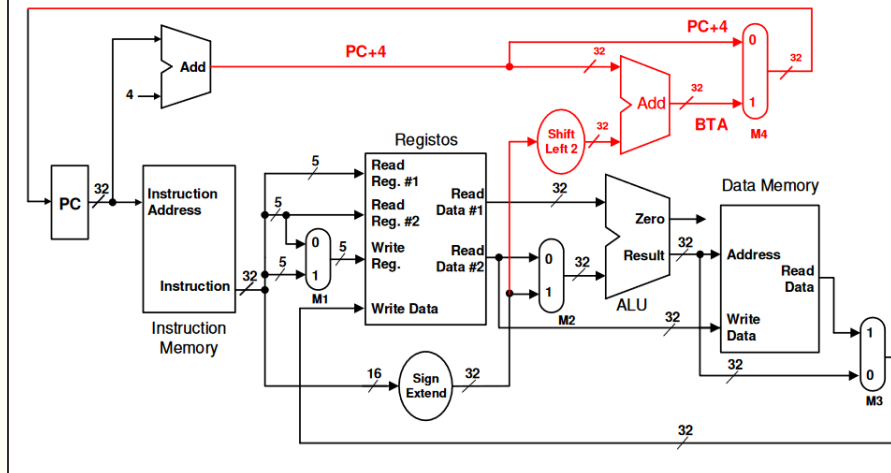 PC+4
32
0
1
M4
32
Add
PC+4
32
Add
32
BTA
4
Shift
Left 2
32
Registos
PC
32
Instruction
Address
Instruction
32
Instruction
Memory
5
5
5
5
0
1
M1
Read
Reg. #1
Read
Reg. #2
Write
Reg.
Write Data
Read
Data #1
Read
Data #2
32
0
1
M2
32
Zero
Result
ALU
32
Data Memory
Address
Read
Data
Write
Data
32
32
1
0
M3
16
Sign
Extend
32
32